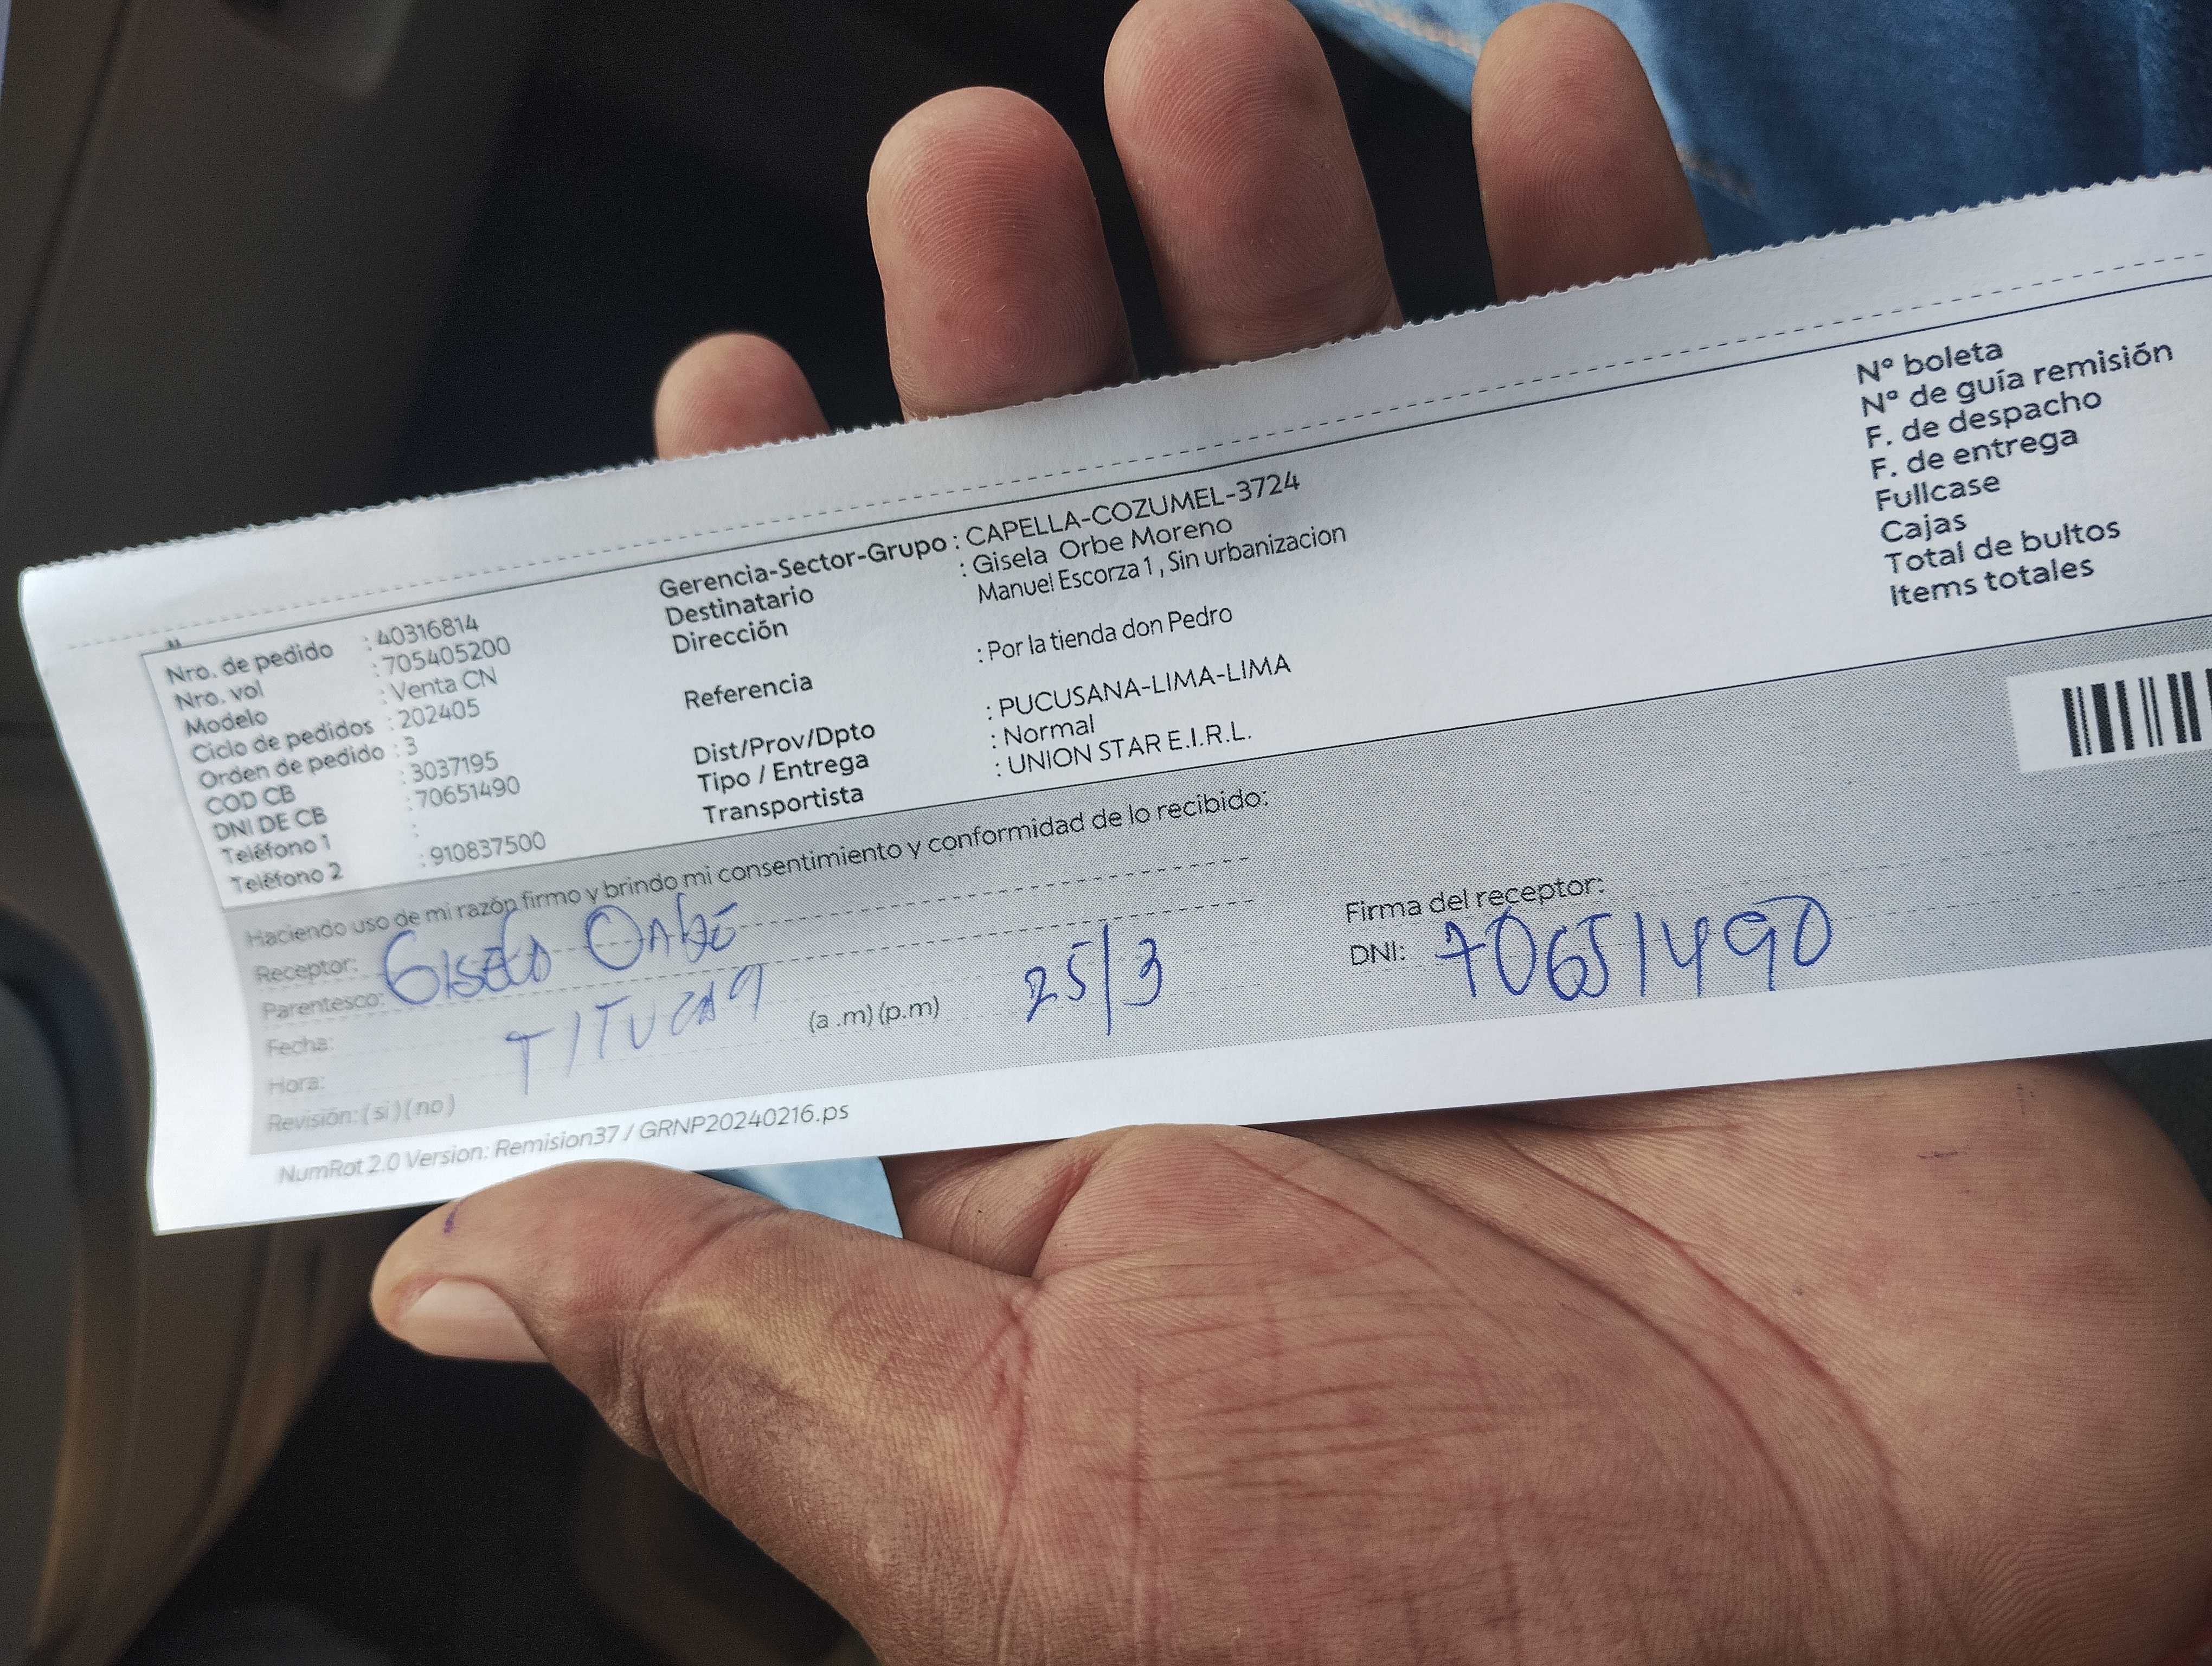 Nro. de pedido : 40316814
Nro. vol : 705405200
Modelo : Venta CN
Ciclo de pedidos : 202405
Orden de pedido : 3
COD CB : 3037195
DNI DE CB : 70651490
Teléfono 1 :
Teléfono 2 : 910837500
Gerencia-Sector-Grupo : CAPELLA-COZUMEL-3724
Destinatario : Gisela Orbe Moreno
Dirección Manuel Escorza 1 , Sin urbanizacion
Referencia : Por la tienda don Pedro
Dist/Prov/Dpto : PUCUSANA-LIMA-LIMA
Tipo / Entrega : Normal
Transportista : UNION STAR E.I.R.L.
Nº boleta
Nº de guía remisión
F. de despacho
F. de entrega
Fullcase
Cajas
Total de bultos
Items totales
Haciendo uso de mi razón firmo y brindo mi consentimiento y conformidad de lo recibido:
Receptor: Gisela Orbe
Parentesco: TITULAR
Fecha: 25/3
Hora: (a .m) (p.m)
Revisión: ( si ) ( no )
Firma del receptor:
DNI: 70651490
NumRot 2.0 Version: Remision37 / GRNP20240216.ps